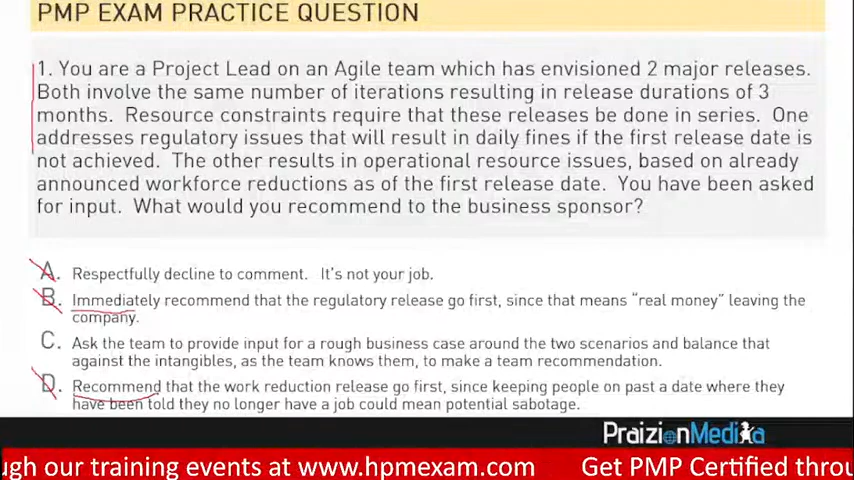 PMP EXAM PRACTICE QUESTION
1. You are a Project Lead on an Agile team which has envisioned 2 major releases.
Both involve the same number of iterations resulting in release durations of 3
months. Resource constraints require that these releases be done in series. One
addresses regulatory issues that will result in daily fines if the first release date is
not achieved. The other results in operational resource issues, based on already
announced workforce reductions as of the first release date. You have been asked
for input. What would you recommend to the business sponsor?
A. Respectfully decline to comment. It's not your job.
B. Immediately recommend that the regulatory release go first, since that means "real money" leaving the
company.
C. Ask the team to provide input for a rough business case around the two scenarios and balance that
against the intangibles, as the team knows them, to make a team recommendation.
D. Recommend that the work reduction release go first, since keeping people on past a date where they
have been told they no longer have a job could mean potential sabotage.
PraizionMedia
ugh our training events at www.hpmexam.com Get PMP Certified throu